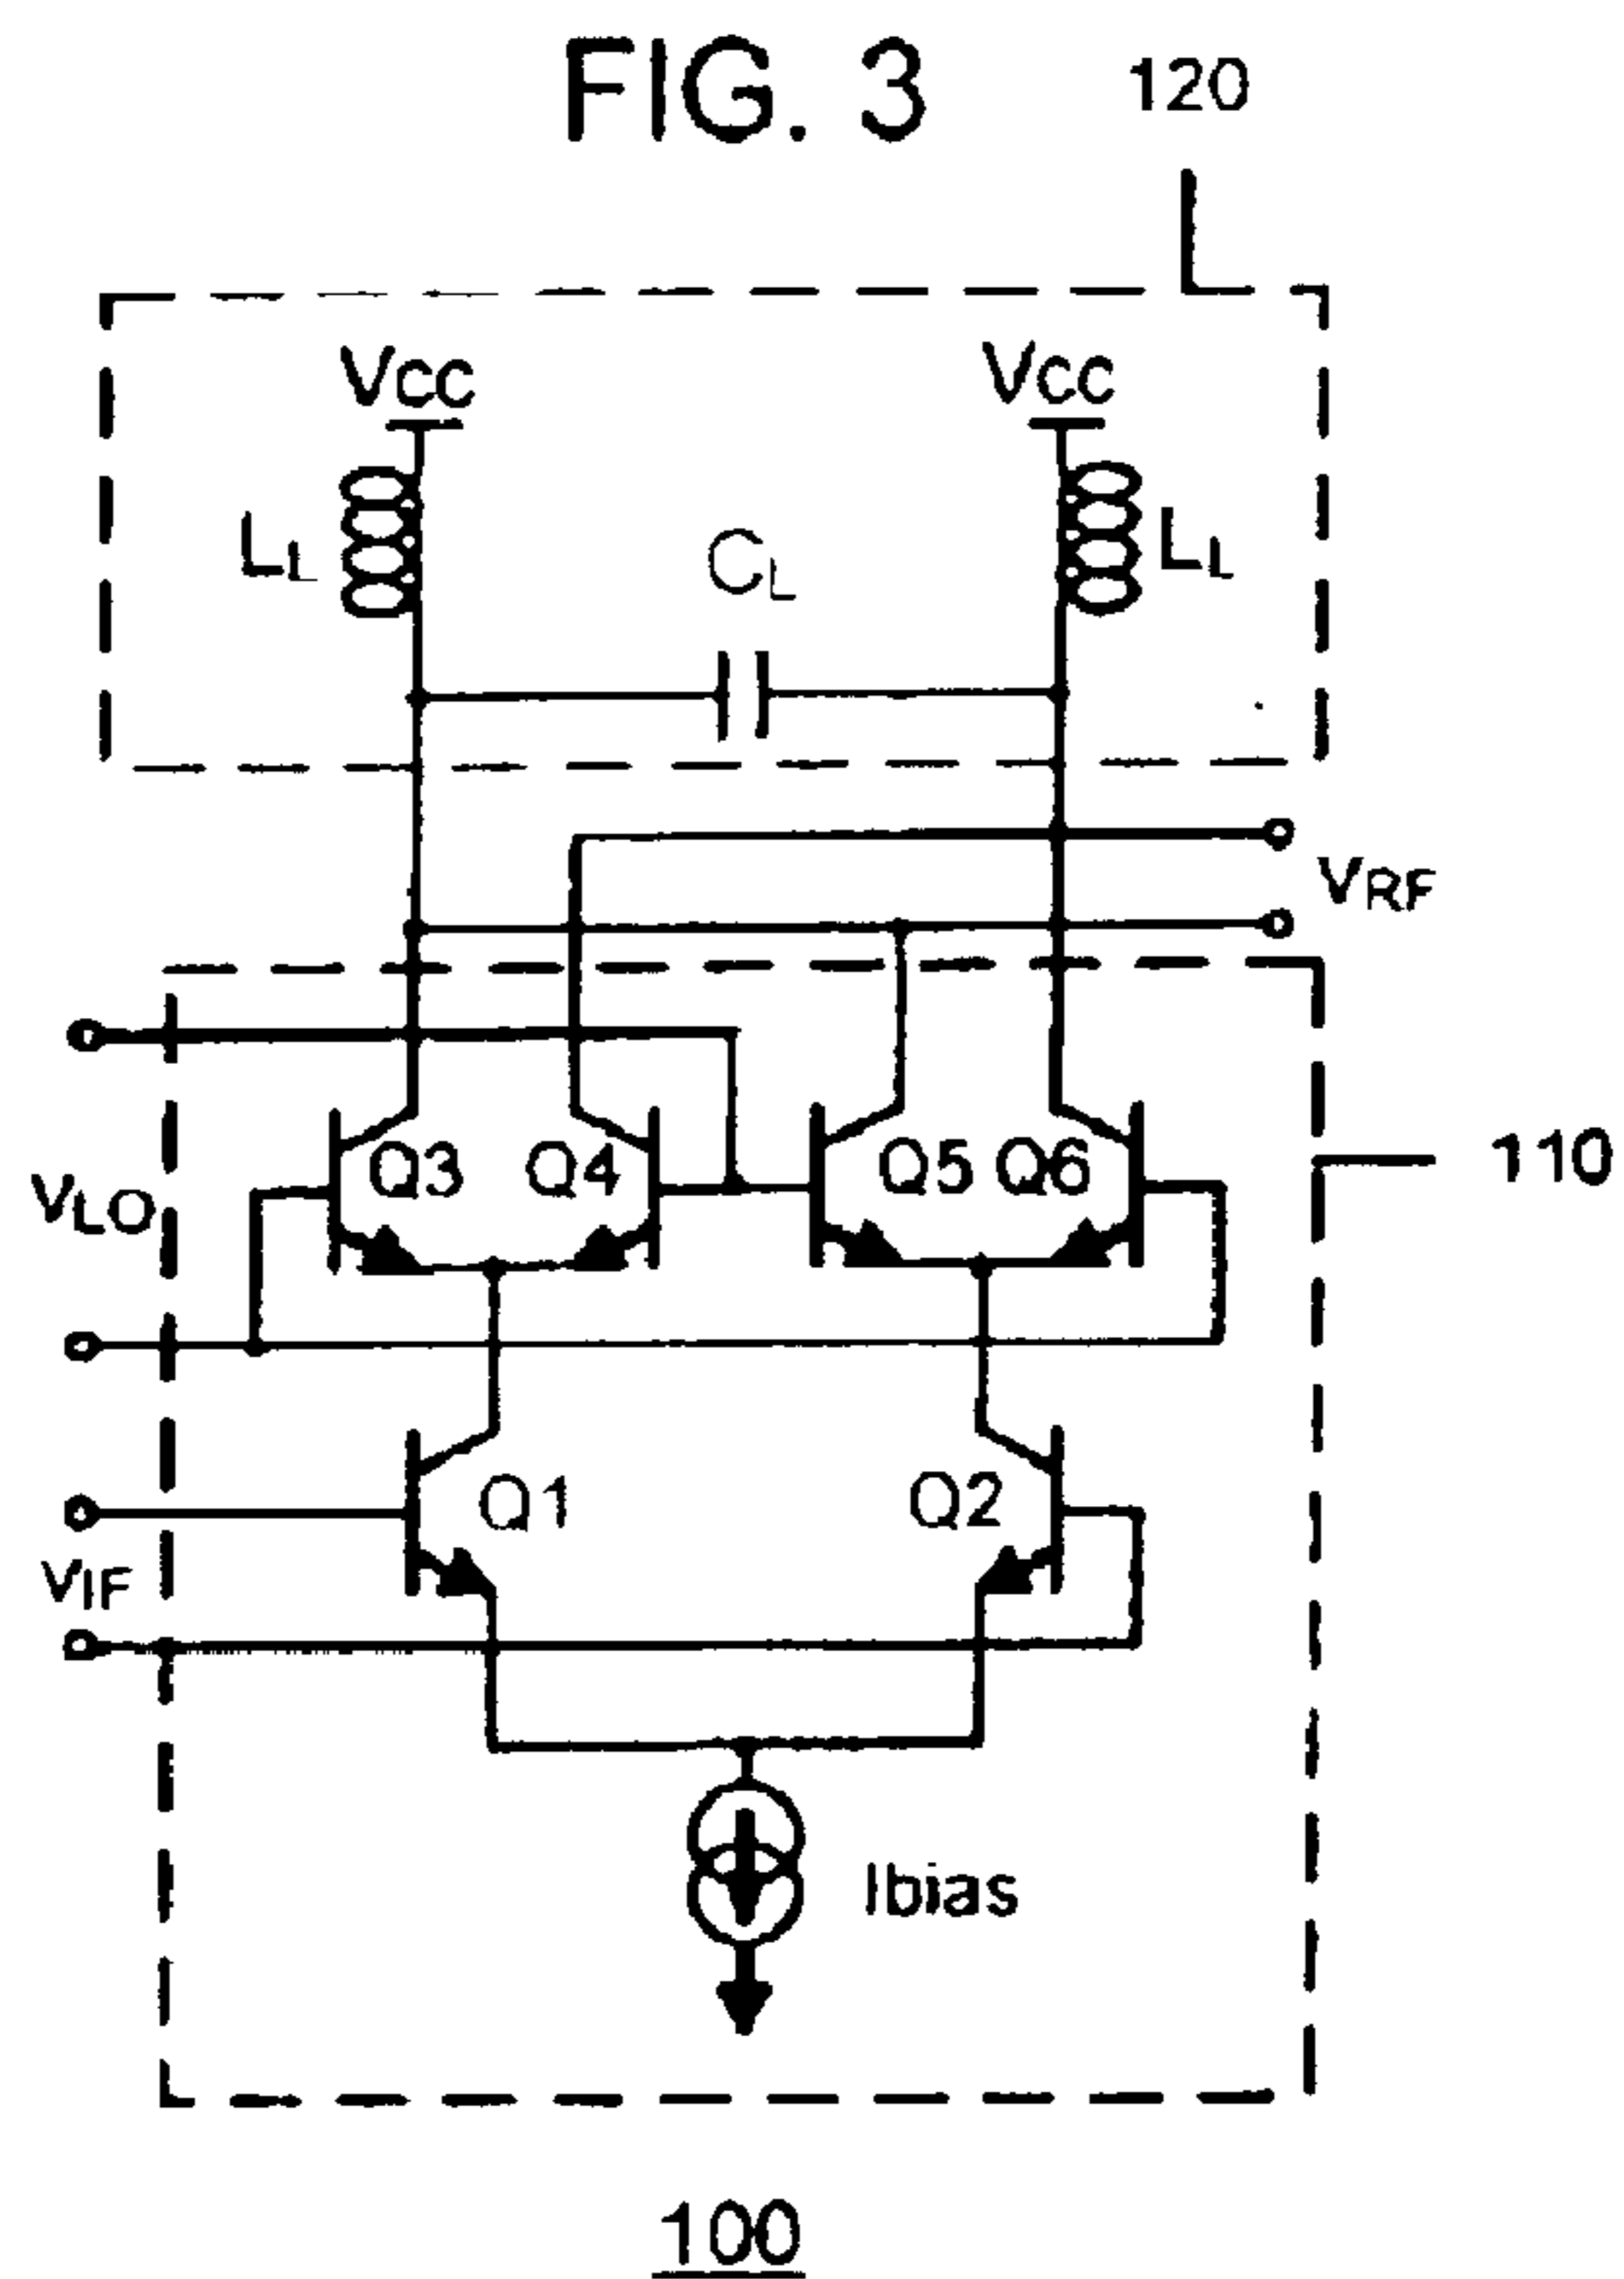 FIG. 3
120
Vcc Vcc
LL CL LL
VRF
Q3 Q4 Q5 Q6
110
VLO
Q1 Q2
VIF
Ibias
100